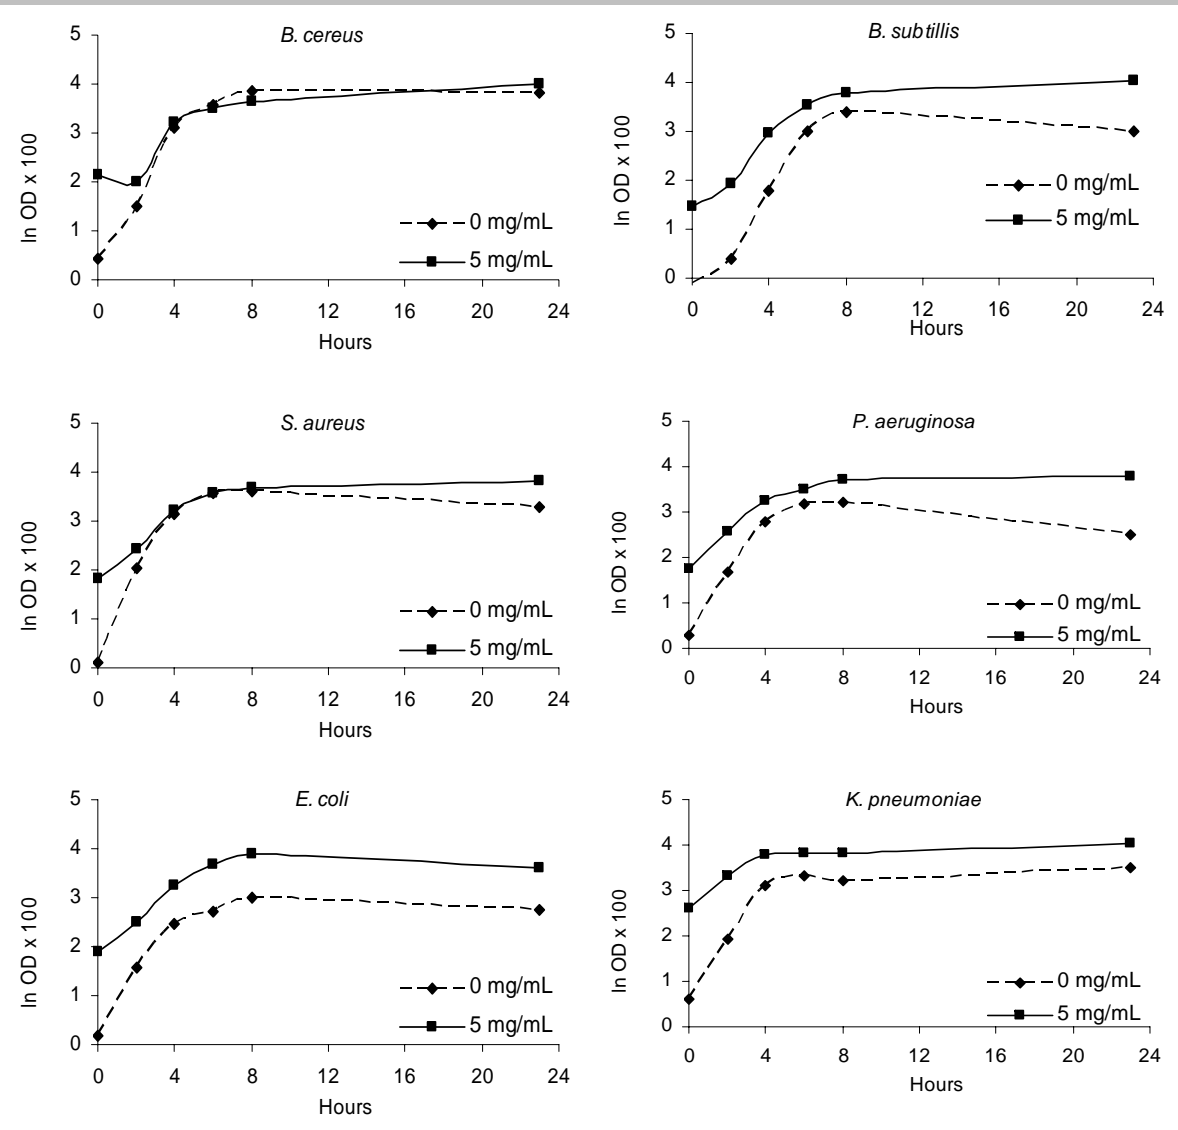 B. cereus
5
4
3
2
1
0
ln OD x 100
0 mg/mL
5 mg/mL
0 4 8 12 16 20 24
Hours
B. subtillis
5
4
3
2
1
0
ln OD x 100
0 mg/mL
5 mg/mL
0 4 8 12 16 20 24
Hours
S. aureus
5
4
3
2
1
0
ln OD x 100
0 mg/mL
5 mg/mL
0 4 8 12 16 20 24
Hours
P. aeruginosa
5
4
3
2
1
0
ln OD x 100
0 mg/mL
5 mg/mL
0 4 8 12 16 20 24
Hours
E. coli
5
4
3
2
1
0
ln OD x 100
0 mg/mL
5 mg/mL
0 4 8 12 16 20 24
Hours
K. pneumoniae
5
4
3
2
1
0
ln OD x 100
0 mg/mL
5 mg/mL
0 4 8 12 16 20 24
Hours